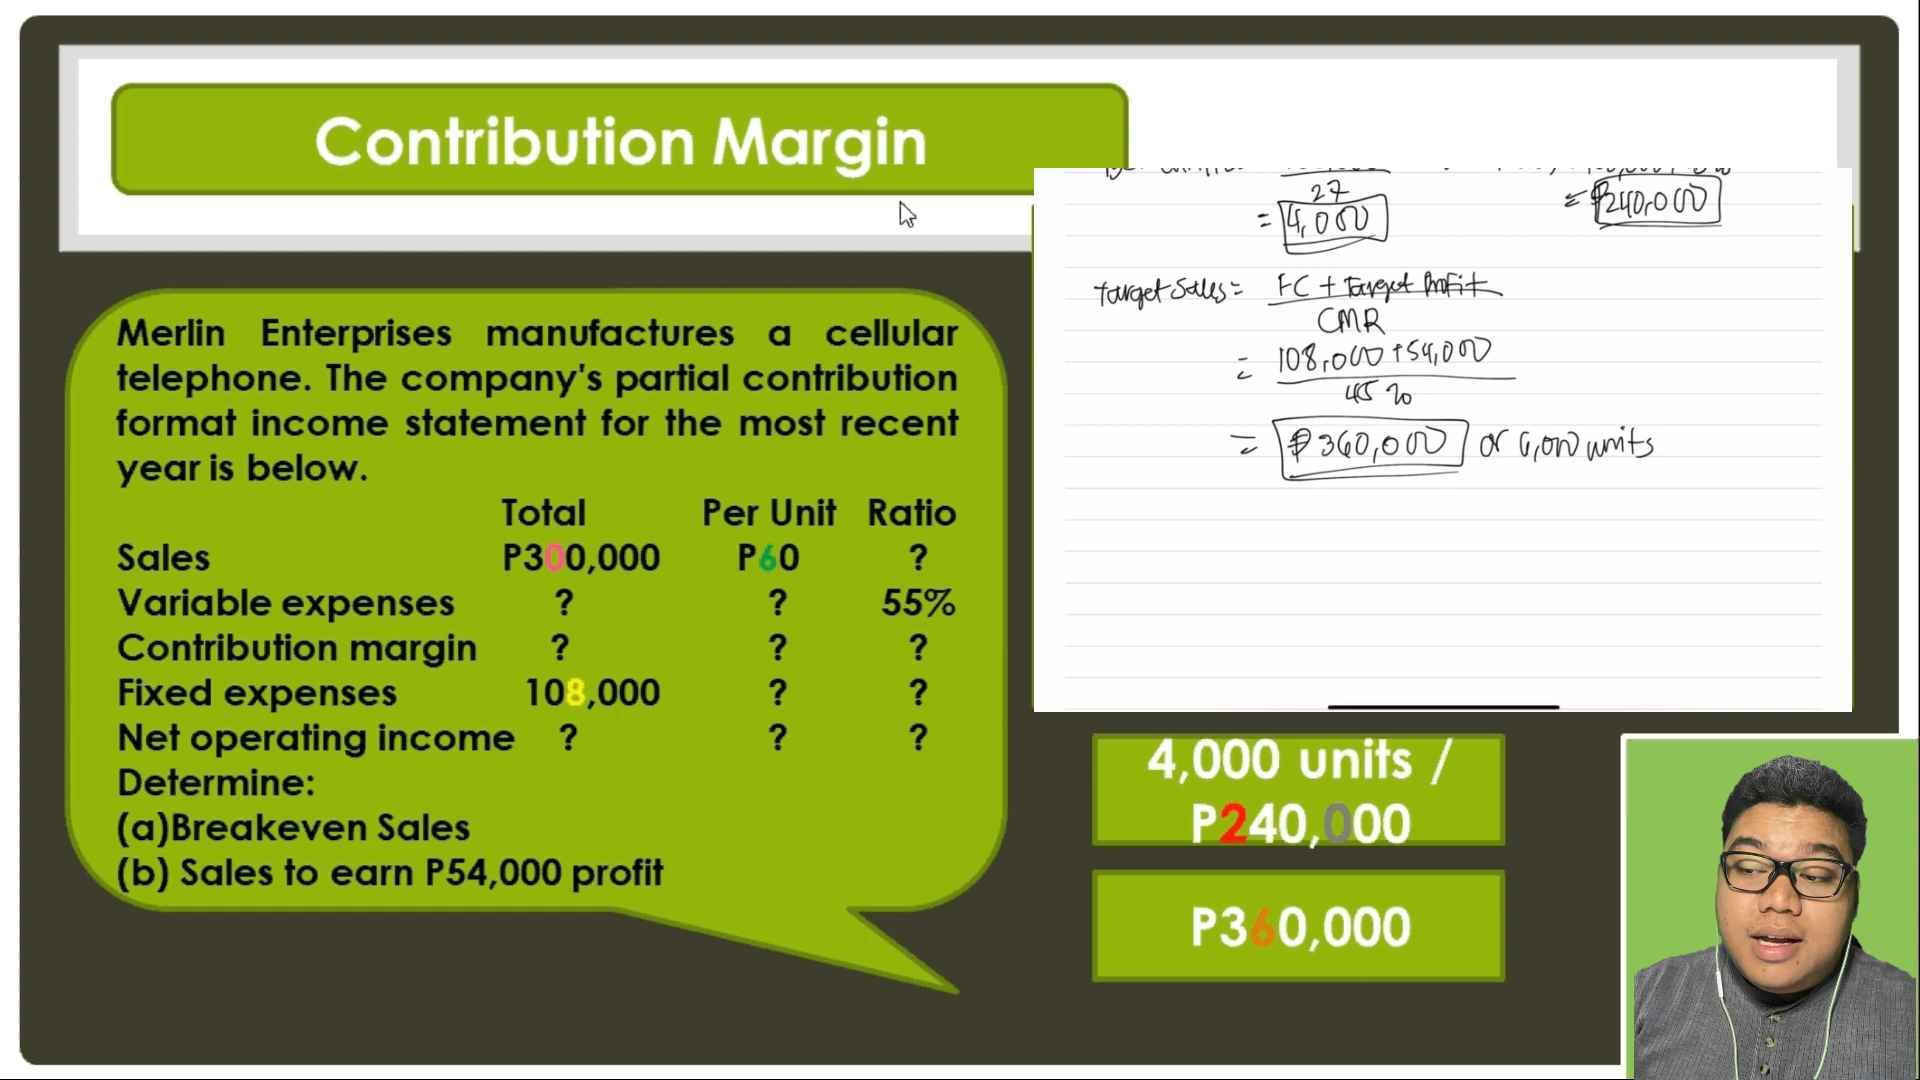 Contribution Margin
Merlin Enterprises manufactures a cellular
telephone. The company's partial contribution
format income statement for the most recent
year is below.
Total Per Unit Ratio
Sales P300,000 P60 ?
Variable expenses ? ? 55%
Contribution margin ? ? ?
Fixed expenses 108,000 ? ?
Net operating income ? ? ?
Determine:
(a)Breakeven Sales
(b) Sales to earn P54,000 profit
27
= 4,000
= ₱240,000
Target Sales = FC + Target Profit
CMR
= 108,000 + 54,000
45%
= ₱360,000 or 6,000 units
4,000 units /
P240,000
P360,000